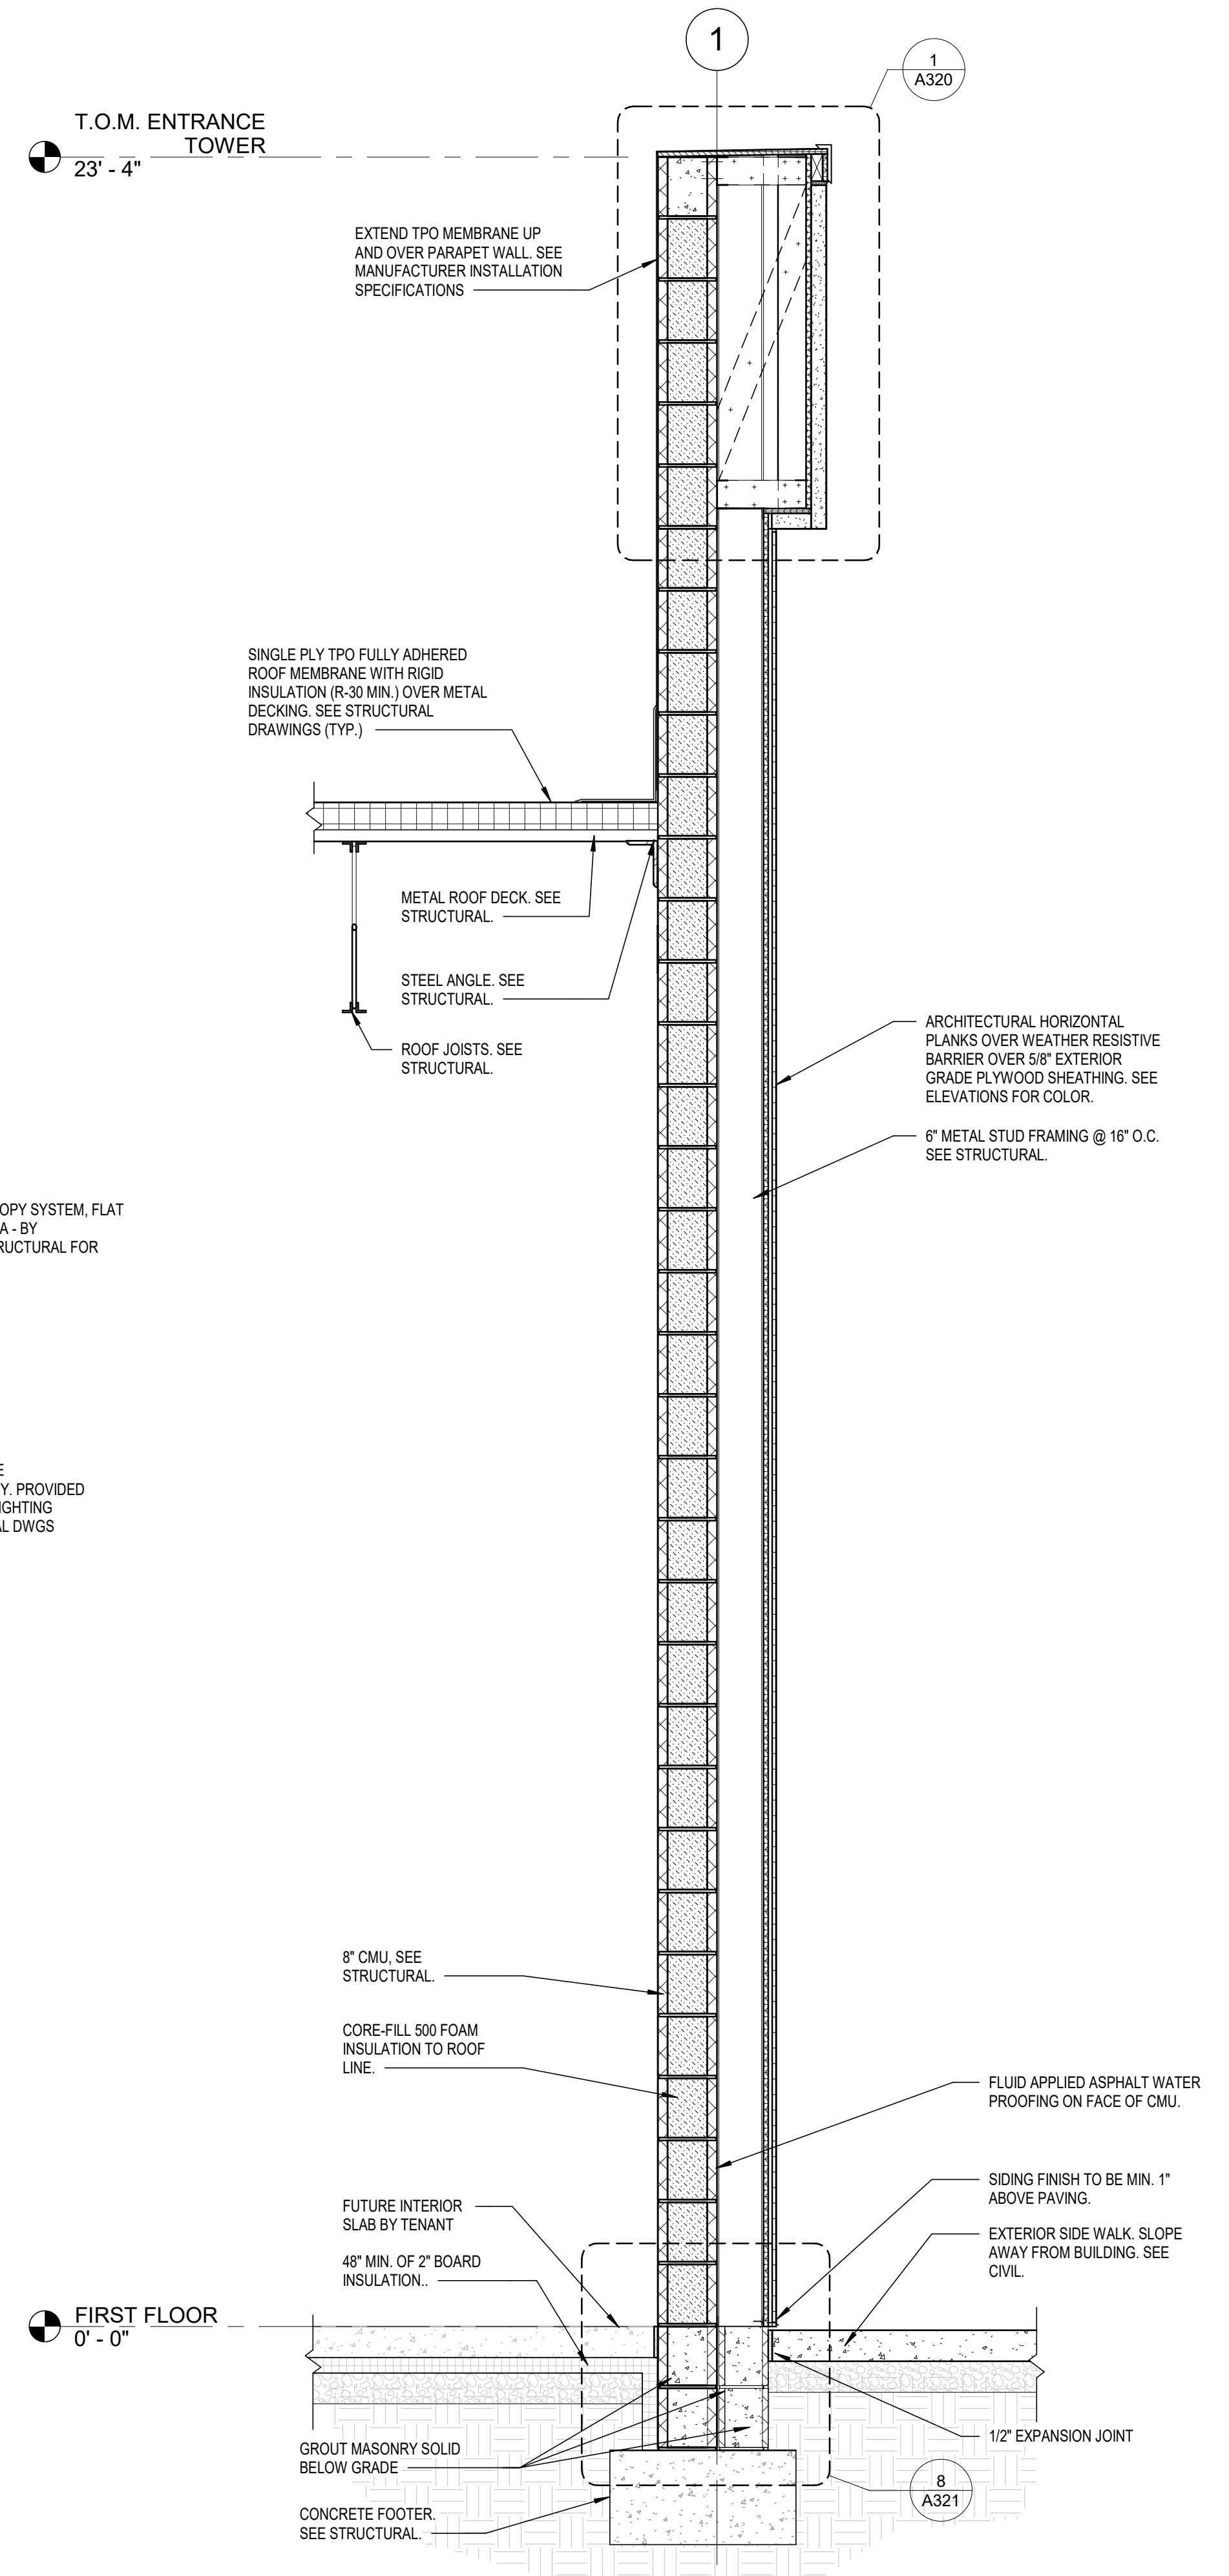 1
1
A320
T.O.M. ENTRANCE
TOWER
23' - 4"
EXTEND TPO MEMBRANE UP
AND OVER PARAPET WALL. SEE
MANUFACTURER INSTALLATION
SPECIFICATIONS
SINGLE PLY TPO FULLY ADHERED
ROOF MEMBRANE WITH RIGID
INSULATION (R-30 MIN.) OVER METAL
DECKING. SEE STRUCTURAL
DRAWINGS (TYP.)
METAL ROOF DECK. SEE
STRUCTURAL.
STEEL ANGLE. SEE
STRUCTURAL.
ROOF JOISTS. SEE
STRUCTURAL.
ARCHITECTURAL HORIZONTAL
PLANKS OVER WEATHER RESISTIVE
BARRIER OVER 5/8" EXTERIOR
GRADE PLYWOOD SHEATHING. SEE
ELEVATIONS FOR COLOR.
6" METAL STUD FRAMING @ 16" O.C.
SEE STRUCTURAL.
OPY SYSTEM, FLAT
A - BY
RUCTURAL FOR
E
Y. PROVIDED
IGHTING
AL DWGS
8" CMU, SEE
STRUCTURAL.
CORE-FILL 500 FOAM
INSULATION TO ROOF
LINE.
FLUID APPLIED ASPHALT WATER
PROOFING ON FACE OF CMU.
SIDING FINISH TO BE MIN. 1"
ABOVE PAVING.
FUTURE INTERIOR
SLAB BY TENANT
EXTERIOR SIDE WALK. SLOPE
AWAY FROM BUILDING. SEE
CIVIL.
48" MIN. OF 2" BOARD
INSULATION..
FIRST FLOOR
0' - 0"
1/2" EXPANSION JOINT
GROUT MASONRY SOLID
BELOW GRADE
8
A321
CONCRETE FOOTER.
SEE STRUCTURAL.